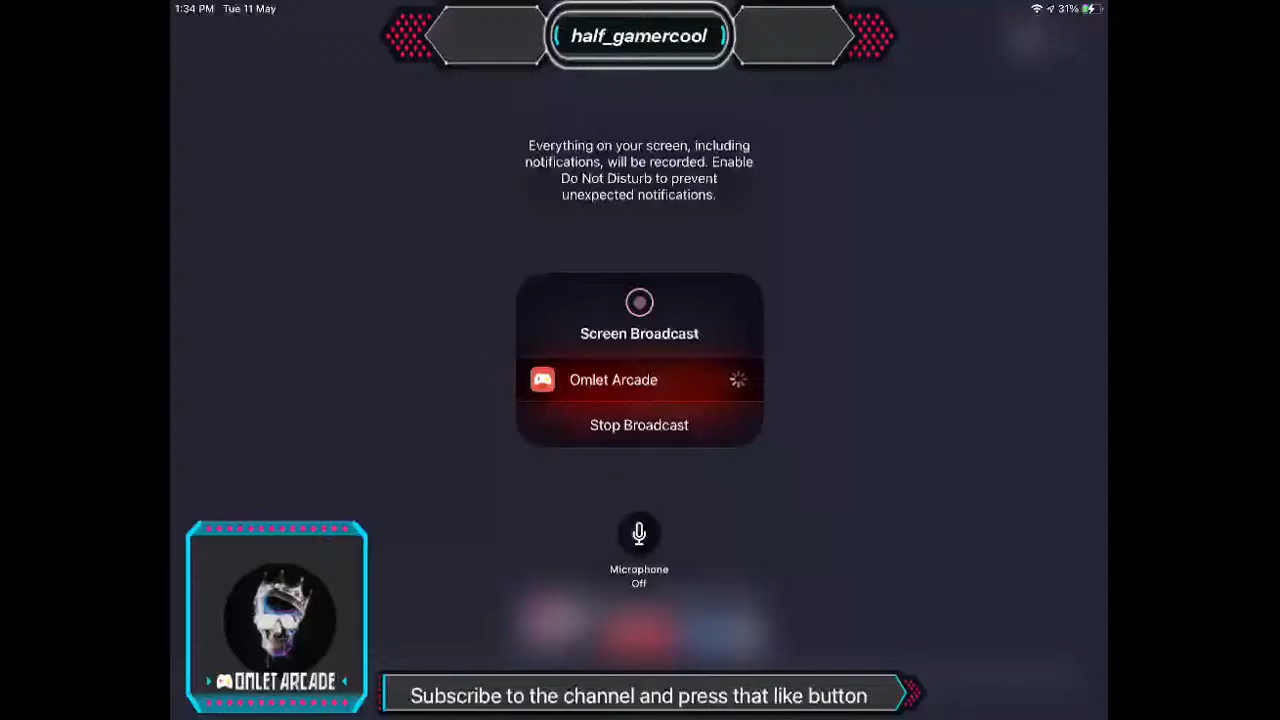 1:34 PM Tue 11 May
31%
half_gamercool
Everything on your screen, including
notifications, will be recorded. Enable
Do Not Disturb to prevent
unexpected notifications.
Screen Broadcast
Omlet Arcade
Stop Broadcast
Microphone
Off
OMLET ARCADE
Subscribe to the channel and press that like button